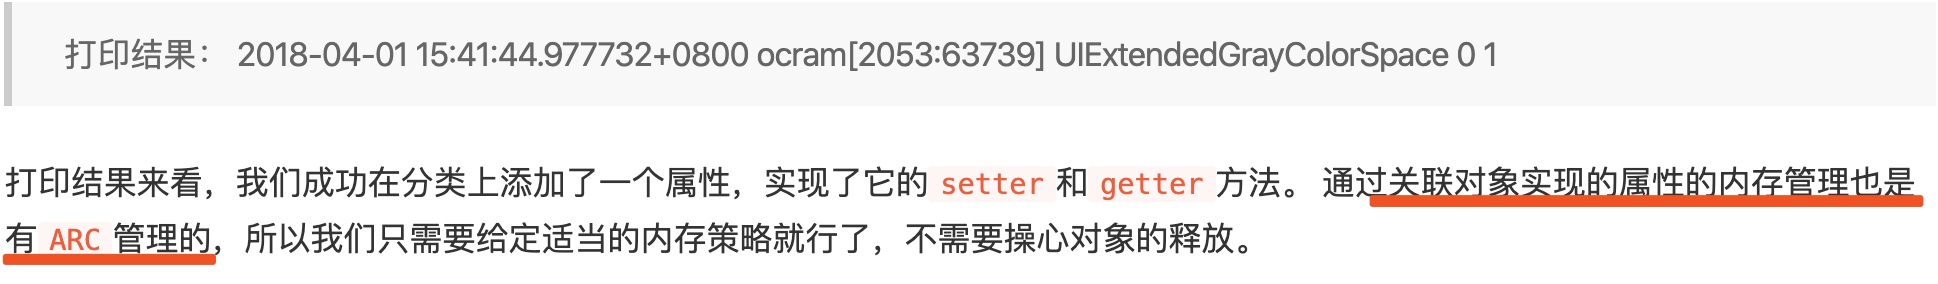 打印结果： 2018-04-01 15:41:44.977732+0800 ocram[2053:63739] UIExtendedGrayColorSpace 0 1
打印结果来看，我们成功在分类上添加了一个属性，实现了它的 setter 和 getter 方法。 通过关联对象实现的属性的内存管理也是
有 ARC 管理的，所以我们只需要给定适当的内存策略就行了，不需要操心对象的释放。